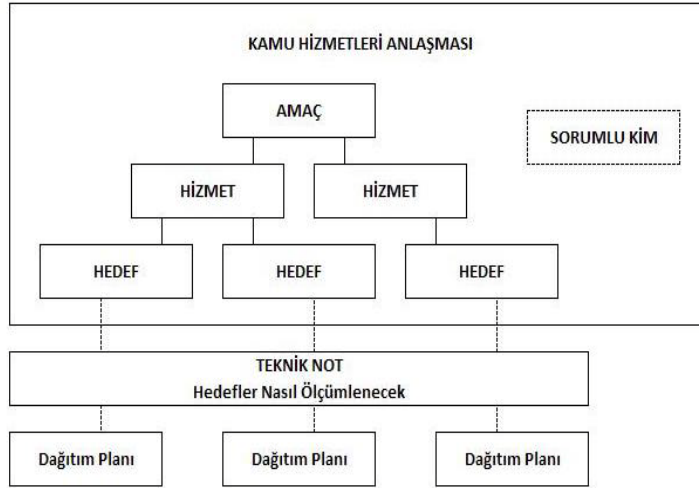 KAMU HİZMETLERİ ANLAŞMASI
AMAÇ
SORUMLU KİM
HİZMET
HİZMET
HEDEF
HEDEF
HEDEF
TEKNİK NOT
Hedefler Nasıl Ölçümlenecek
Dağıtım Planı
Dağıtım Planı
Dağıtım Planı